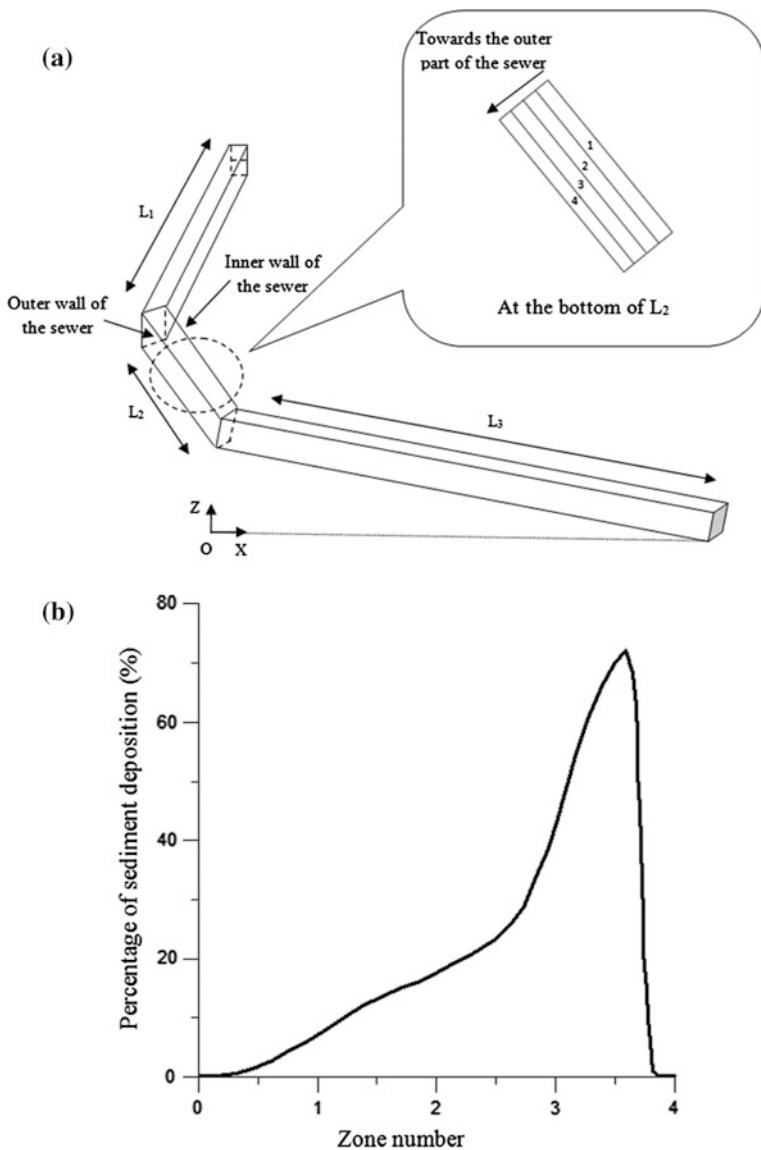 (a)
Towards the outer
part of the sewer
1
2
3
4
At the bottom of L2
L1
Inner wall of
the sewer
Outer wall of
the sewer
L2
L3
Z
O
X
(b)
Percentage of sediment deposition (%)
80
60
40
20
0
0
1
2
3
4
Zone number